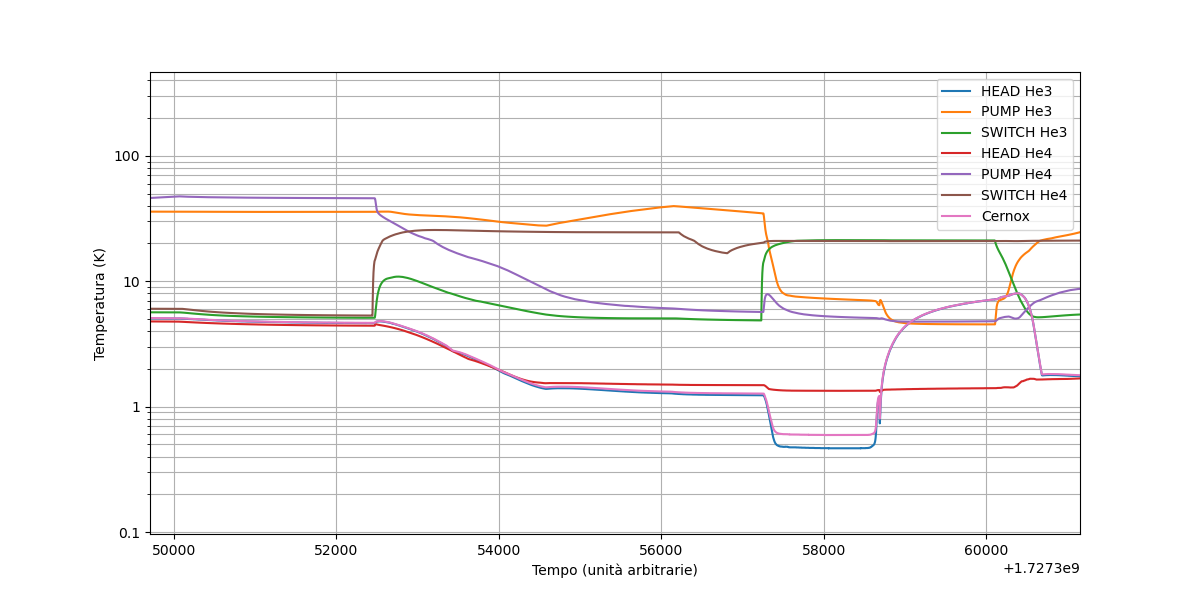 HEAD He3
PUMP He3
SWITCH He3
HEAD He4
PUMP He4
SWITCH He4
Cernox
Temperatura (K)
100
10
1
0.1
50000 52000 54000 56000 58000 60000
+1.7273e9
Tempo (unità arbitrarie)